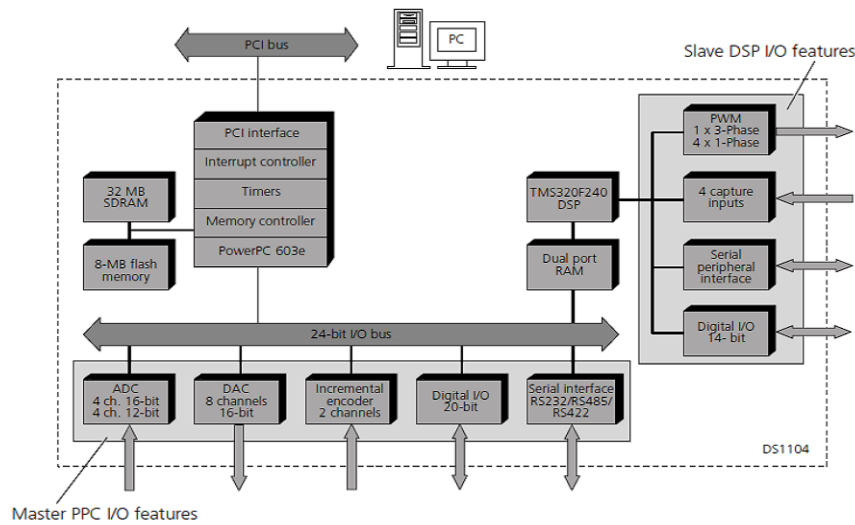 PCI bus
PC
Slave DSP I/O features
PCI interface
Interrupt controller
Timers
Memory controller
PowerPC 603e
32 MB
SDRAM
8-MB flash
memory
TMS320F240
DSP
Dual port
RAM
PWM
1 x 3-Phase
4 x 1-Phase
4 capture
inputs
Serial
peripheral
interface
Digital I/O
14- bit
24-bit I/O bus
ADC
4 ch. 16-bit
4 ch. 12-bit
DAC
8 channels
16-bit
Incremental
encoder
2 channels
Digital I/O
20-bit
Serial interface
RS232/RS485/
RS422
DS1104
Master PPC I/O features